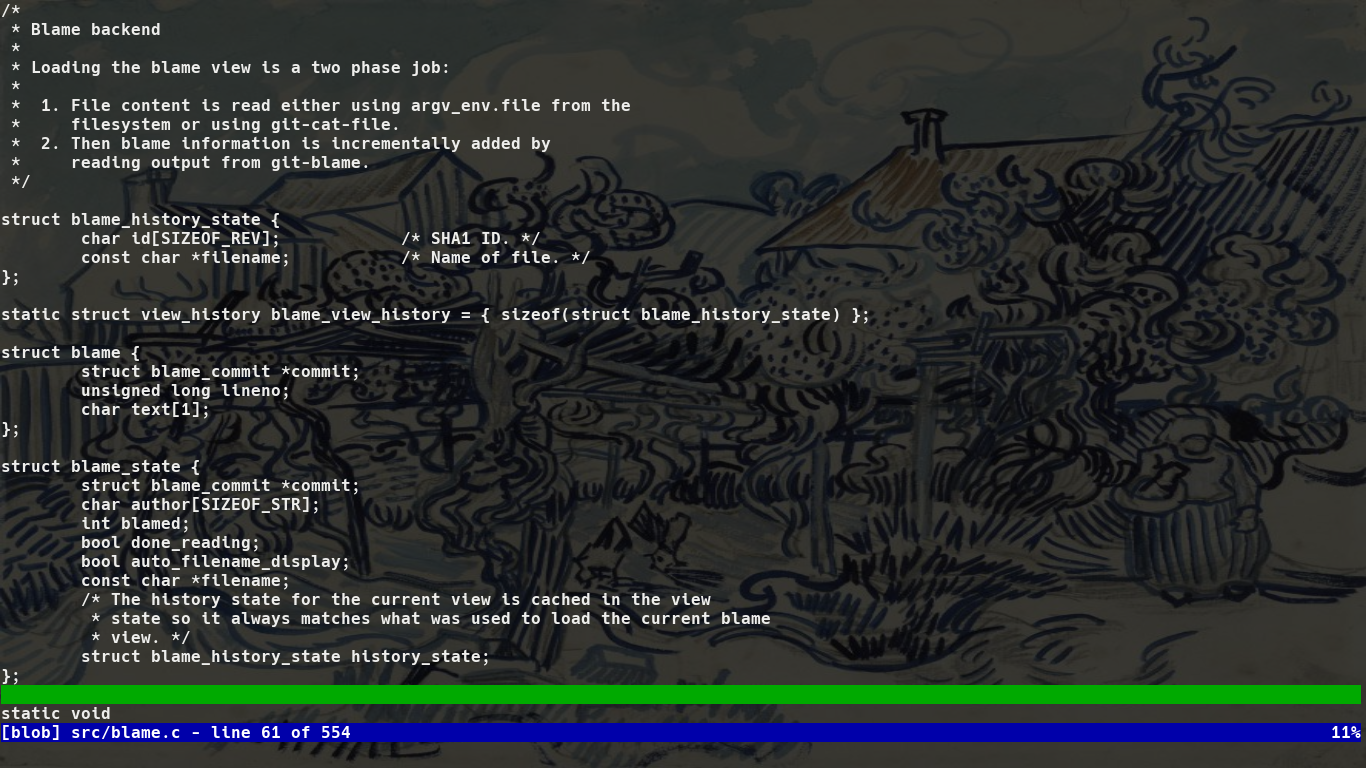 /*
 * Blame backend
 *
 * Loading the blame view is a two phase job:
 *
 *  1. File content is read either using argv_env.file from the
 *     filesystem or using git-cat-file.
 *  2. Then blame information is incrementally added by
 *     reading output from git-blame.
 */

struct blame_history_state {
        char id[SIZEOF_REV];            /* SHA1 ID. */
        const char *filename;           /* Name of file. */
};

static struct view_history blame_view_history = { sizeof(struct blame_history_state) };

struct blame {
        struct blame_commit *commit;
        unsigned long lineno;
        char text[1];
};

struct blame_state {
        struct blame_commit *commit;
        char author[SIZEOF_STR];
        int blamed;
        bool done_reading;
        bool auto_filename_display;
        const char *filename;
        /* The history state for the current view is cached in the view
         * state so it always matches what was used to load the current blame
         * view. */
        struct blame_history_state history_state;
};

static void
[blob] src/blame.c - line 61 of 554 11%